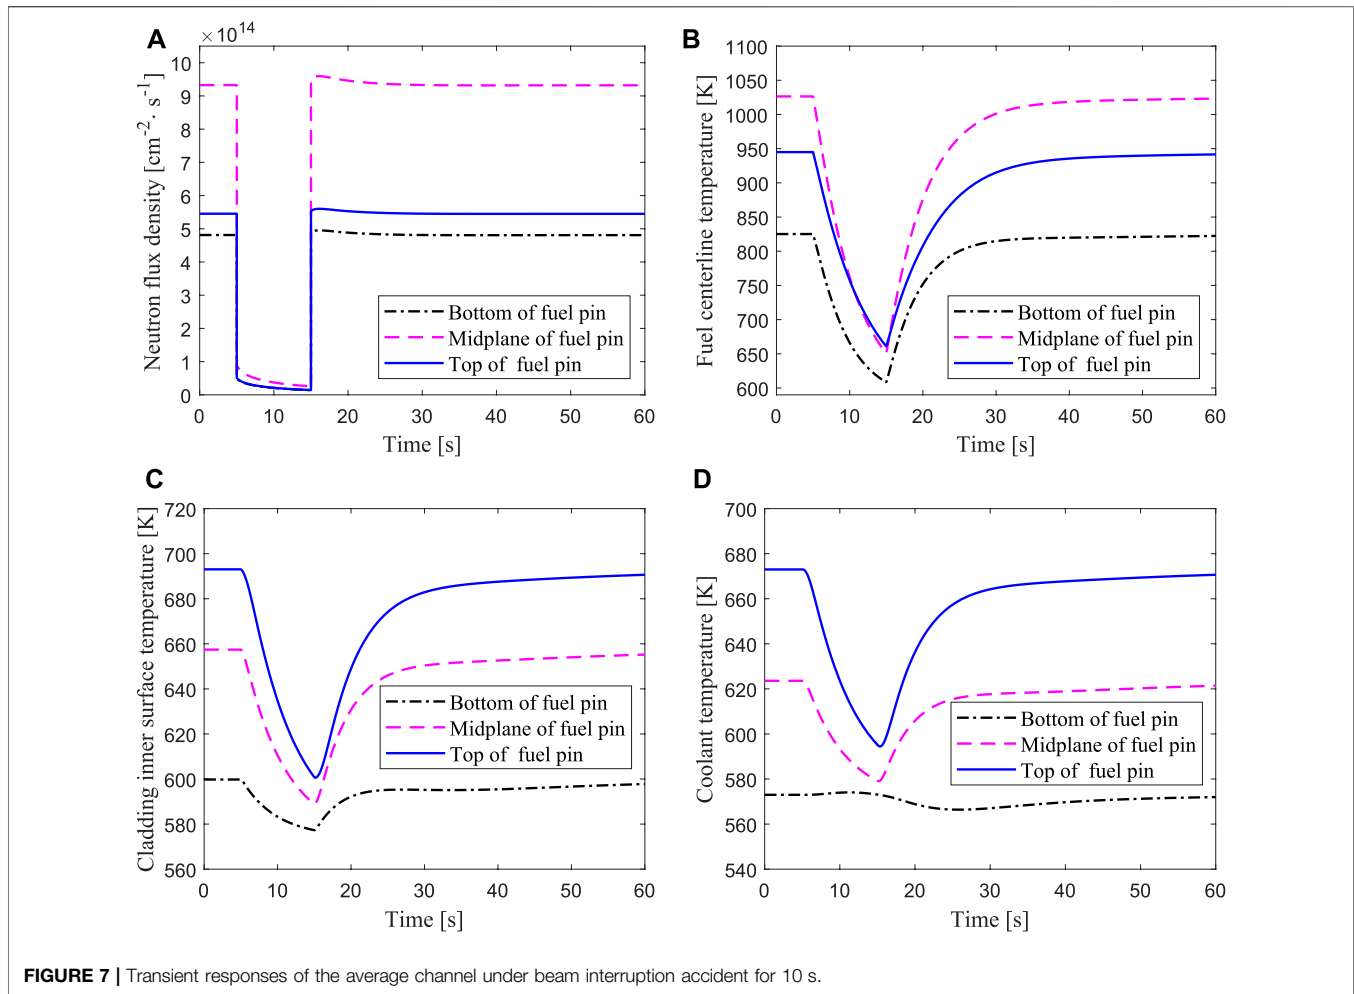 A
×10^14
Neutron flux density [cm^-2· s^-1]
10
9
8
7
6
5
4
3
2
1
0
Bottom of fuel pin
Midplane of fuel pin
Top of fuel pin
0 10 20 30 40 50 60
Time [s]
B
Fuel centerline temperature [K]
1100
1050
1000
950
900
850
800
750
700
650
600
Bottom of fuel pin
Midplane of fuel pin
Top of fuel pin
0 10 20 30 40 50 60
Time [s]
C
Cladding inner surface temperature [K]
720
700
680
660
640
620
600
580
560
Bottom of fuel pin
Midplane of fuel pin
Top of fuel pin
0 10 20 30 40 50 60
Time [s]
D
Coolant temperature [K]
700
680
660
640
620
600
580
560
540
Bottom of fuel pin
Midplane of fuel pin
Top of fuel pin
0 10 20 30 40 50 60
Time [s]
FIGURE 7 | Transient responses of the average channel under beam interruption accident for 10 s.